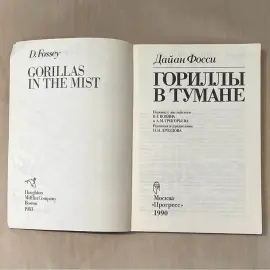 D. Fossey
GORILLAS
IN THE MIST
Houghton
Mifflin Company
Boston
1983
Дайан Фосси
ГОРИЛЛЫ
В ТУМАНЕ
Перевод с английского
и А.М. ГРИГОРЬЕВА
Москва
«Прогресс»
1990